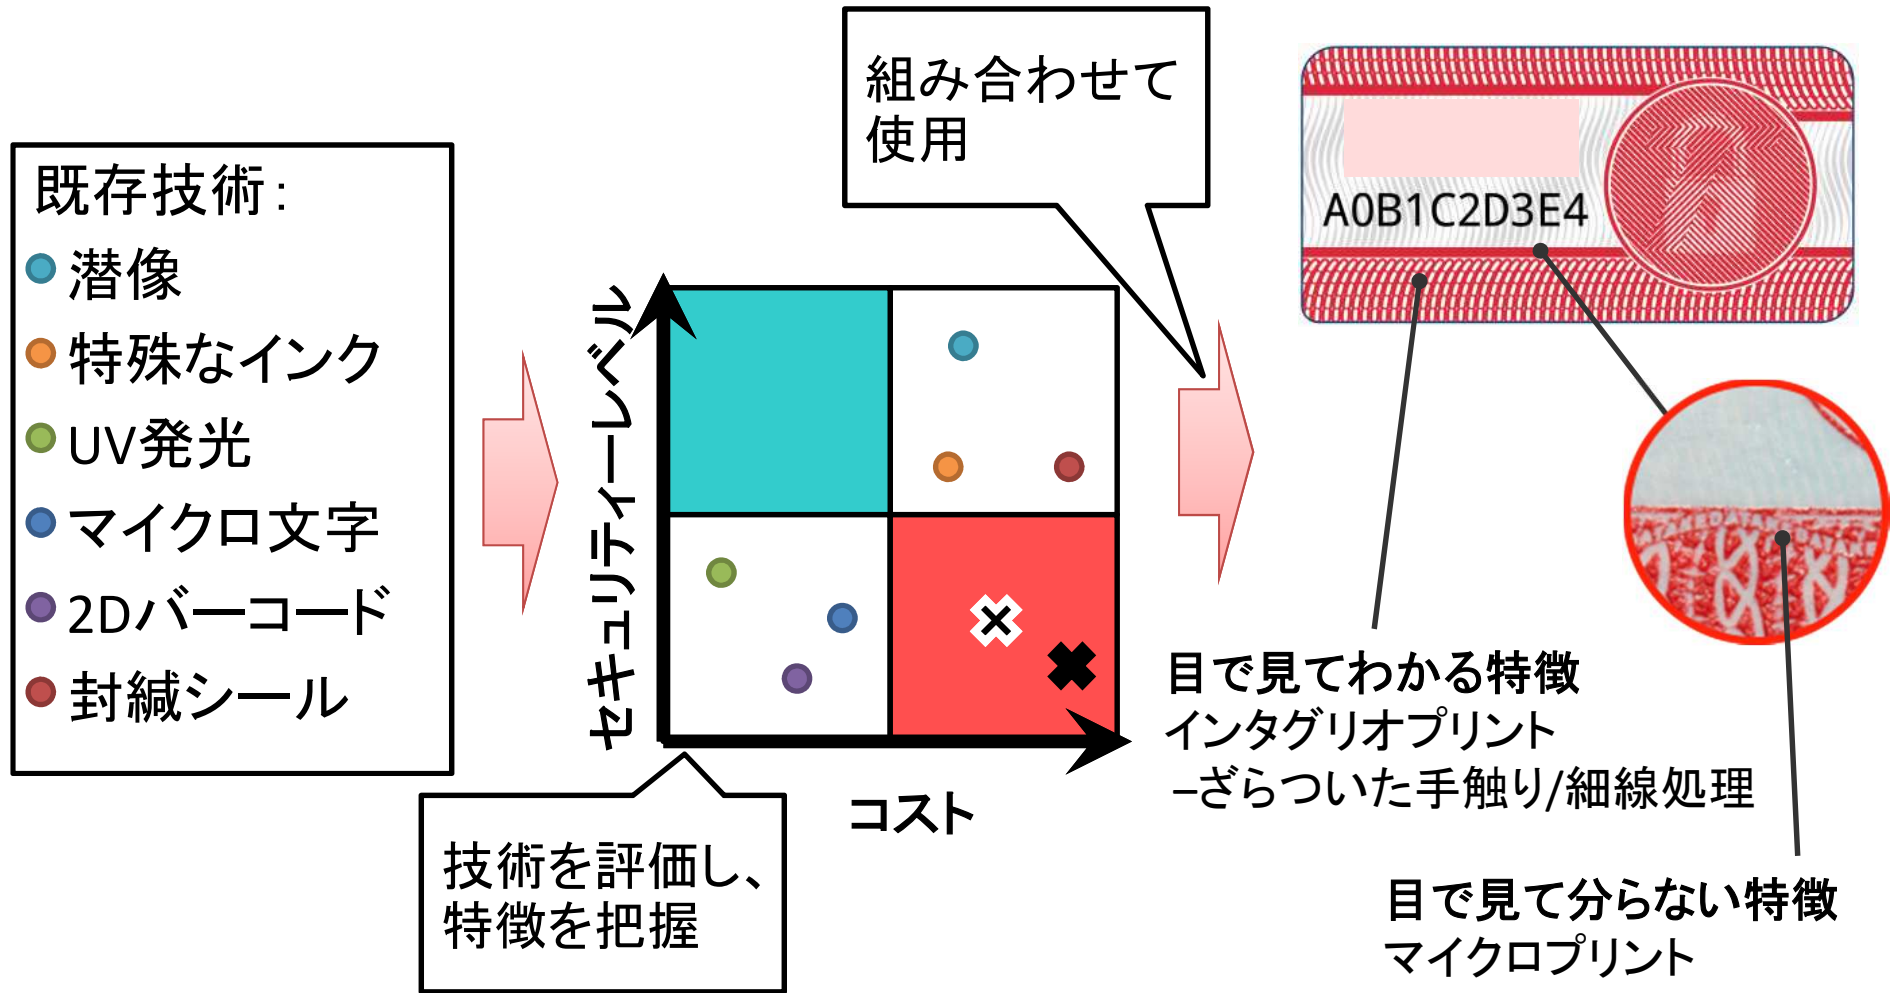 既存技術：
潜像
特殊なインク
UV発光
マイクロ文字
2Dバーコード
封緘シール
セキュリティーレベル
コスト
技術を評価し、
特徴を把握
組み合わせて
使用
A0B1C2D3E4
目で見てわかる特徴
インタグリオプリント
–ざらついた手触り/細線処理
目で見て分らない特徴
マイクロプリント